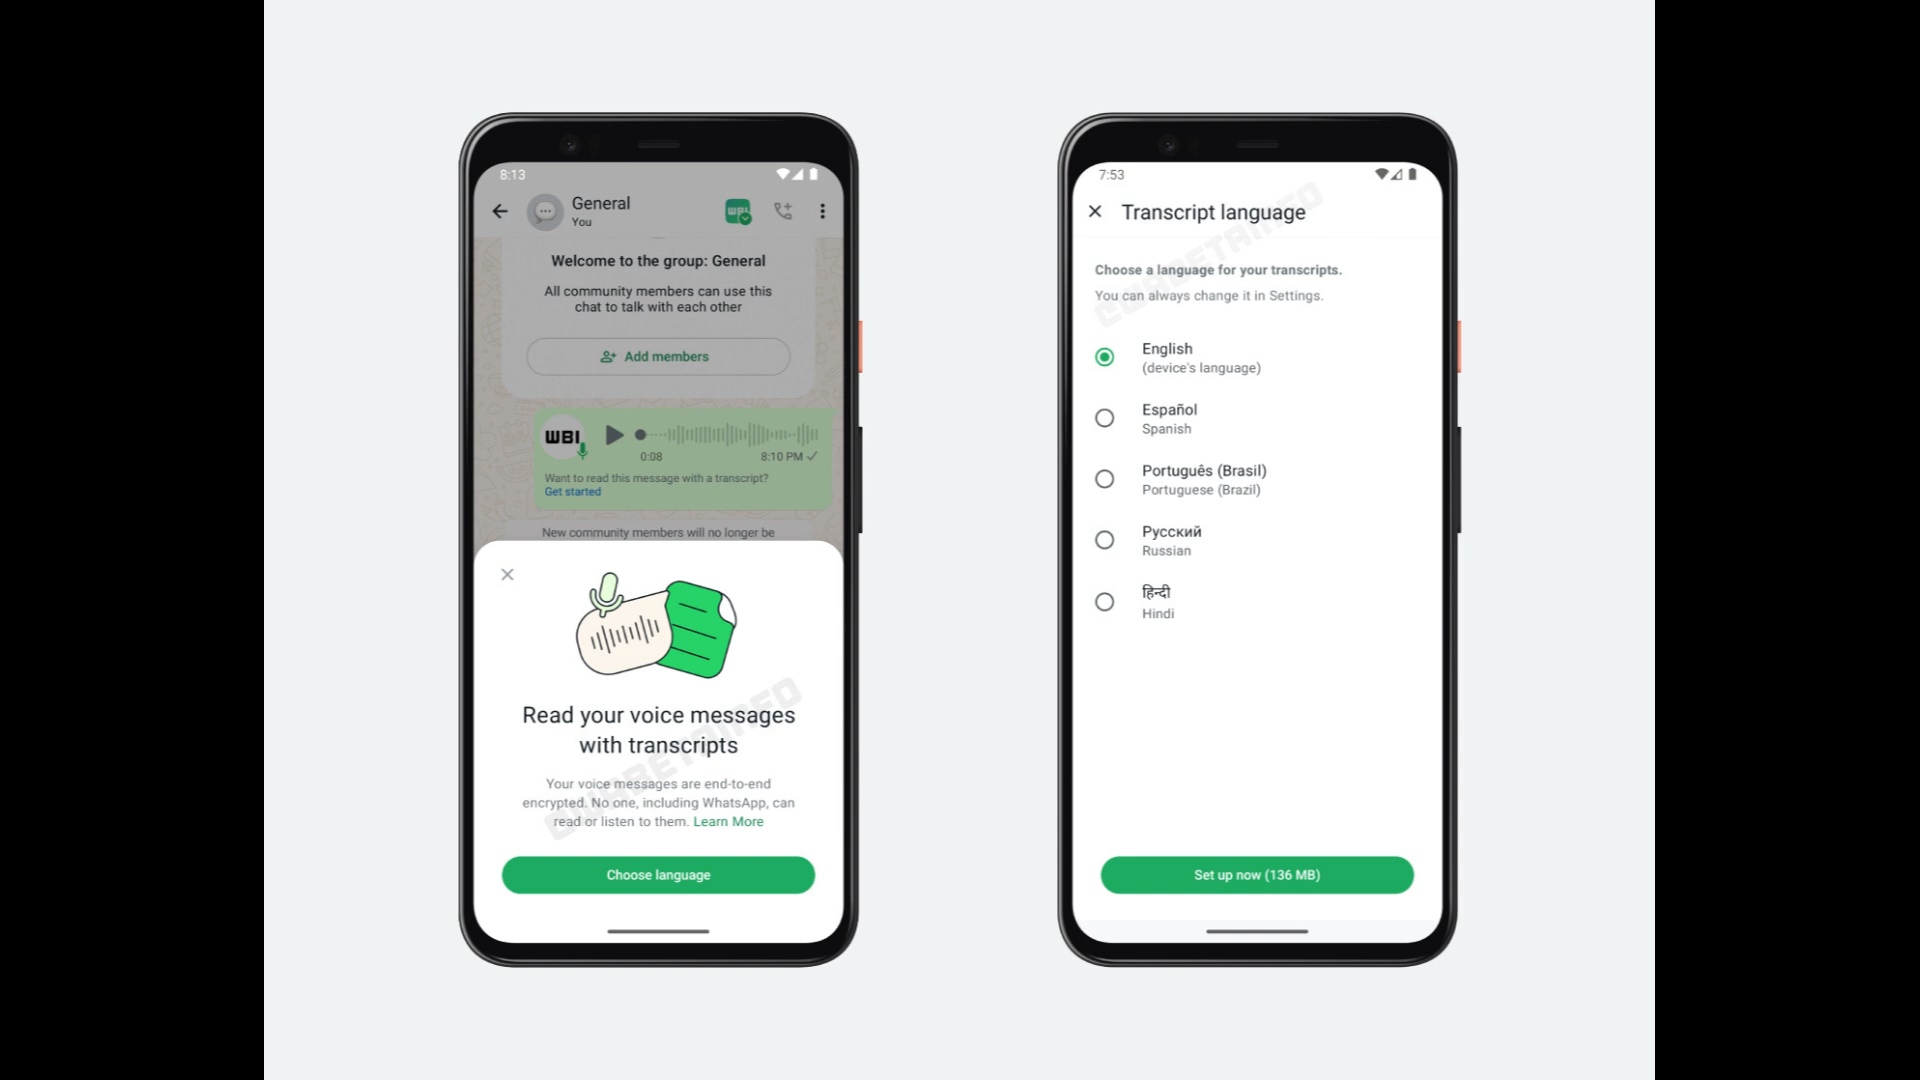 8:13
General
You
WBI
Welcome to the group: General
All community members can use this
chat to talk with each other
Add members
WBI
0:08
8:10 PM
Want to read this message with a transcript?
Get started
New community members will no longer be
Read your voice messages
with transcripts
Your voice messages are end-to-end
encrypted. No one, including WhatsApp, can
read or listen to them. Learn More
@WABETAINFO
Choose language
7:53
Transcript language
@WABETAINFO
Choose a language for your transcripts.
You can always change it in Settings.
English
(device's language)
Español
Spanish
Português (Brasil)
Portuguese (Brazil)
Русский
Russian
हिन्दी
Hindi
Set up now (136 MB)